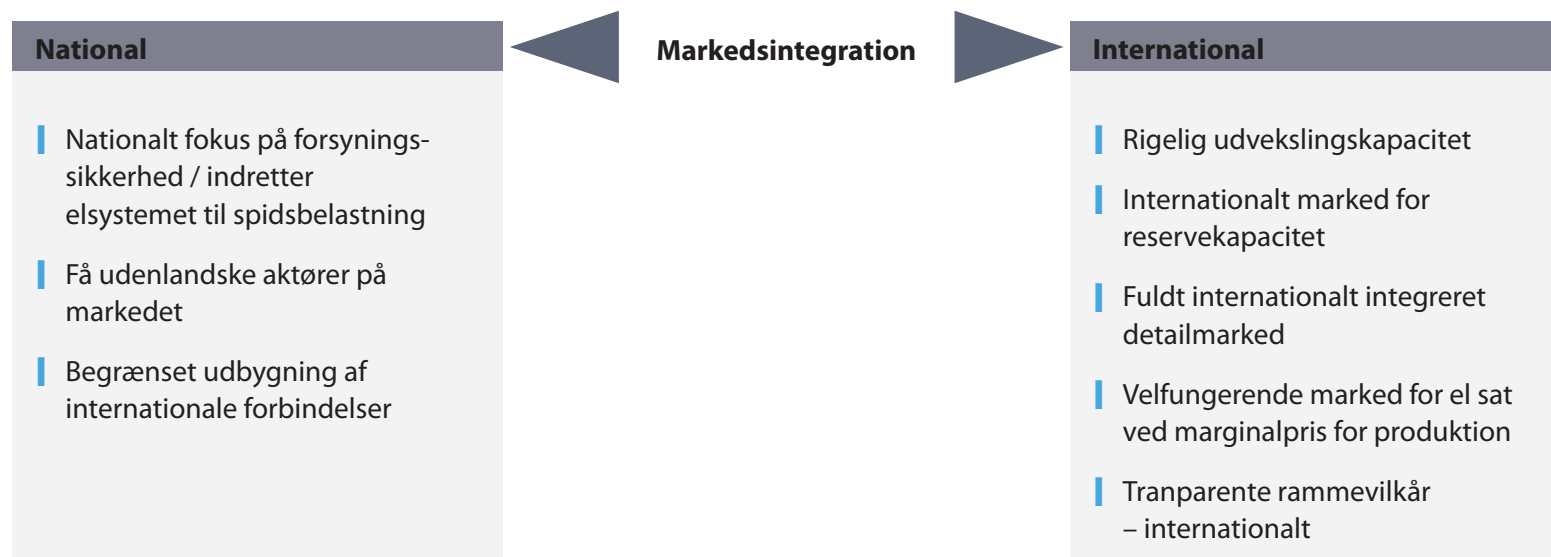 National
Markedsintegration
International
Nationalt fokus på forsynings-
sikkerhed / indretter
elsystemet til spidsbelastning
Få udenlandske aktører på
markedet
Begrænset udbygning af
internationale forbindelser
Rigelig udvekslingskapacitet
Internationalt marked for
reservekapacitet
Fuldt internationalt integreret
detailmarked
Velfungerende marked for el sat
ved marginalpris for produktion
Tranparente rammevilkår
– internationalt